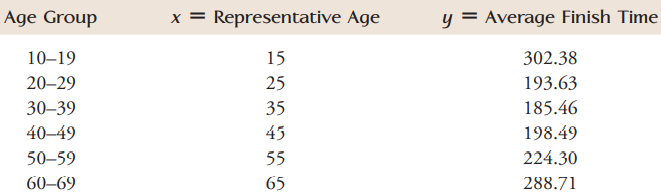 Age Group x = Representative Age y = Average Finish Time
10–19 15 302.38
20–29 25 193.63
30–39 35 185.46
40–49 45 198.49
50–59 55 224.30
60–69 65 288.71